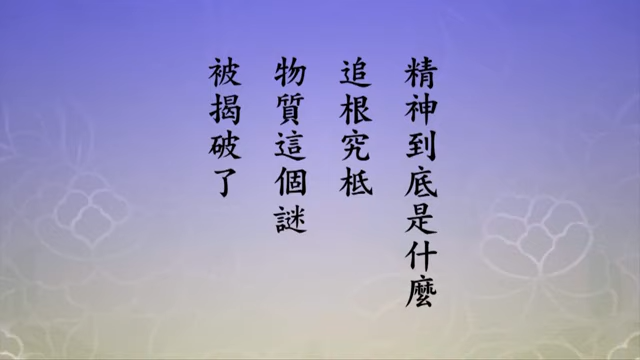 精神到底是什麼
追根究柢
物質這個謎
被揭破了